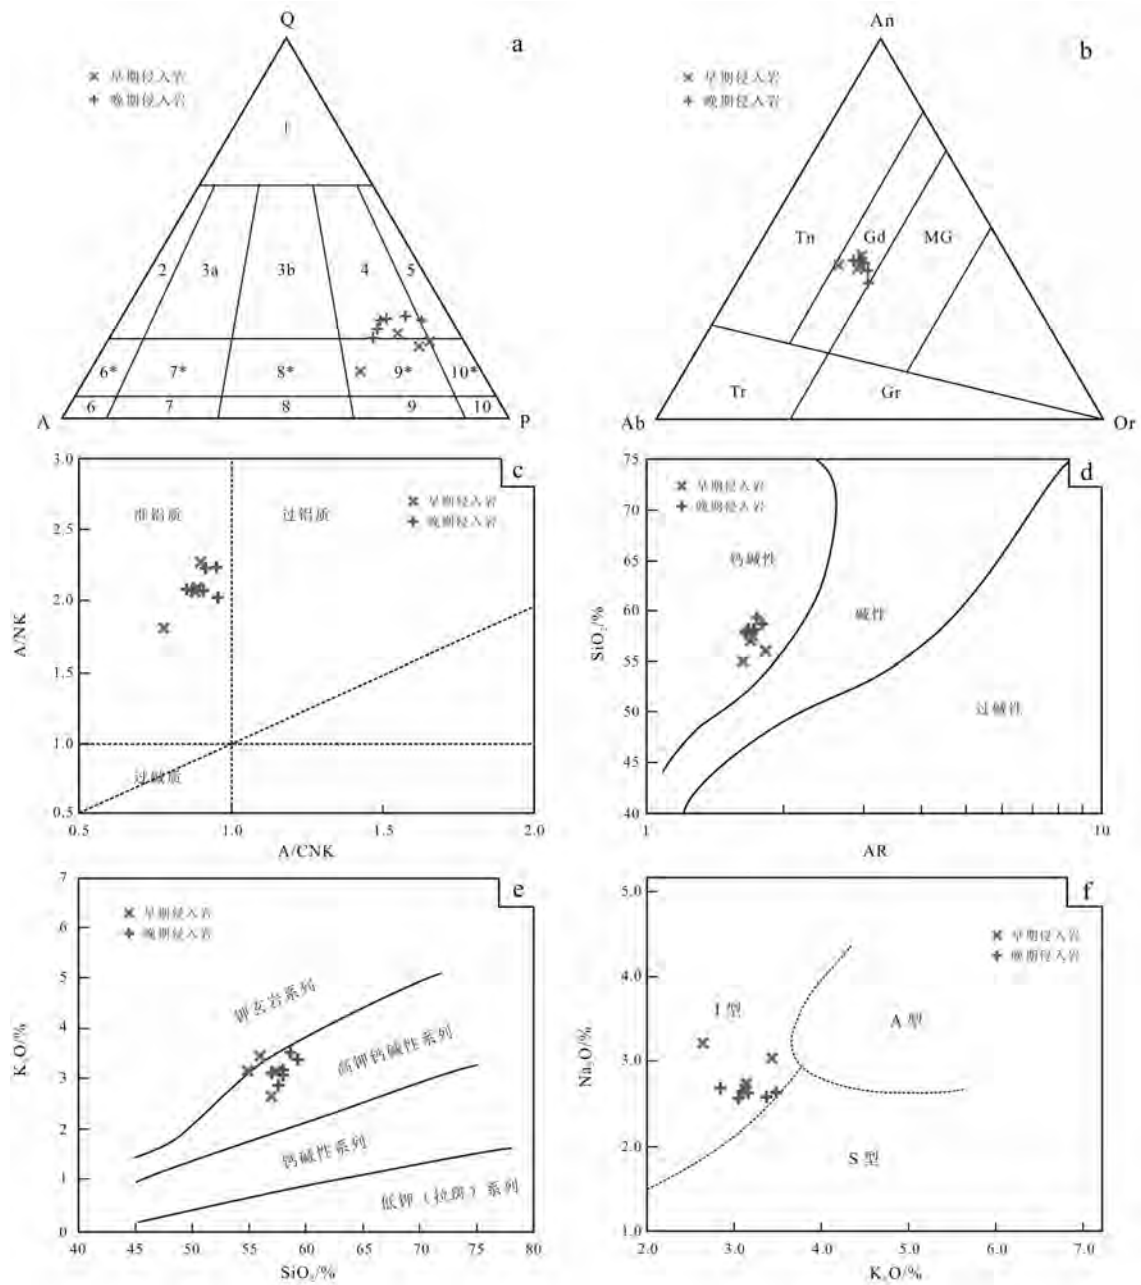 Q
a
× 早期侵入岩
+ 晚期侵入岩
1
2
3a
3b
4
5
6*
7*
8*
9*
10*
6
7
8
9
10
A
P
An
b
× 早期侵入岩
+ 晚期侵入岩
Tn
Gd
MG
Tr
Gr
Ab
Or
3.0
c
× 早期侵入岩
+ 晚期侵入岩
准铝质
过铝质
2.5
2.0
A/NK
1.5
1.0
过碱质
0.5
0.5
1.0
1.5
2.0
A/CNK
75
d
× 早期侵入岩
+ 晚期侵入岩
70
65
钙碱性
60
碱性
SiO₂/%
55
50
过碱性
45
40
1
10
AR
7
e
× 早期侵入岩
+ 晚期侵入岩
6
5
钾玄岩系列
4
K₂O/%
高钾钙碱性系列
3
2
钙碱性系列
1
低钾（拉斑）系列
0
40
45
50
55
60
65
70
75
80
SiO₂/%
5.0
f
× 早期侵入岩
+ 晚期侵入岩
4.0
I 型
A 型
Na₂O/%
3.0
2.0
S 型
1.0
2.0
3.0
4.0
5.0
6.0
7.0
K₂O/%